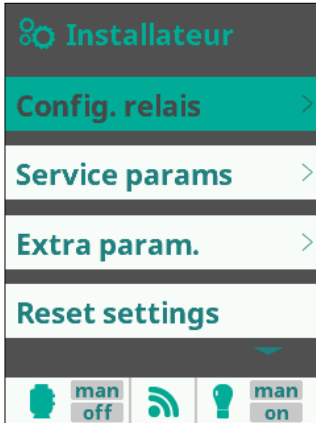 Installateur
Config. relais
Service params
Extra param.
Reset settings
man
off
man
on